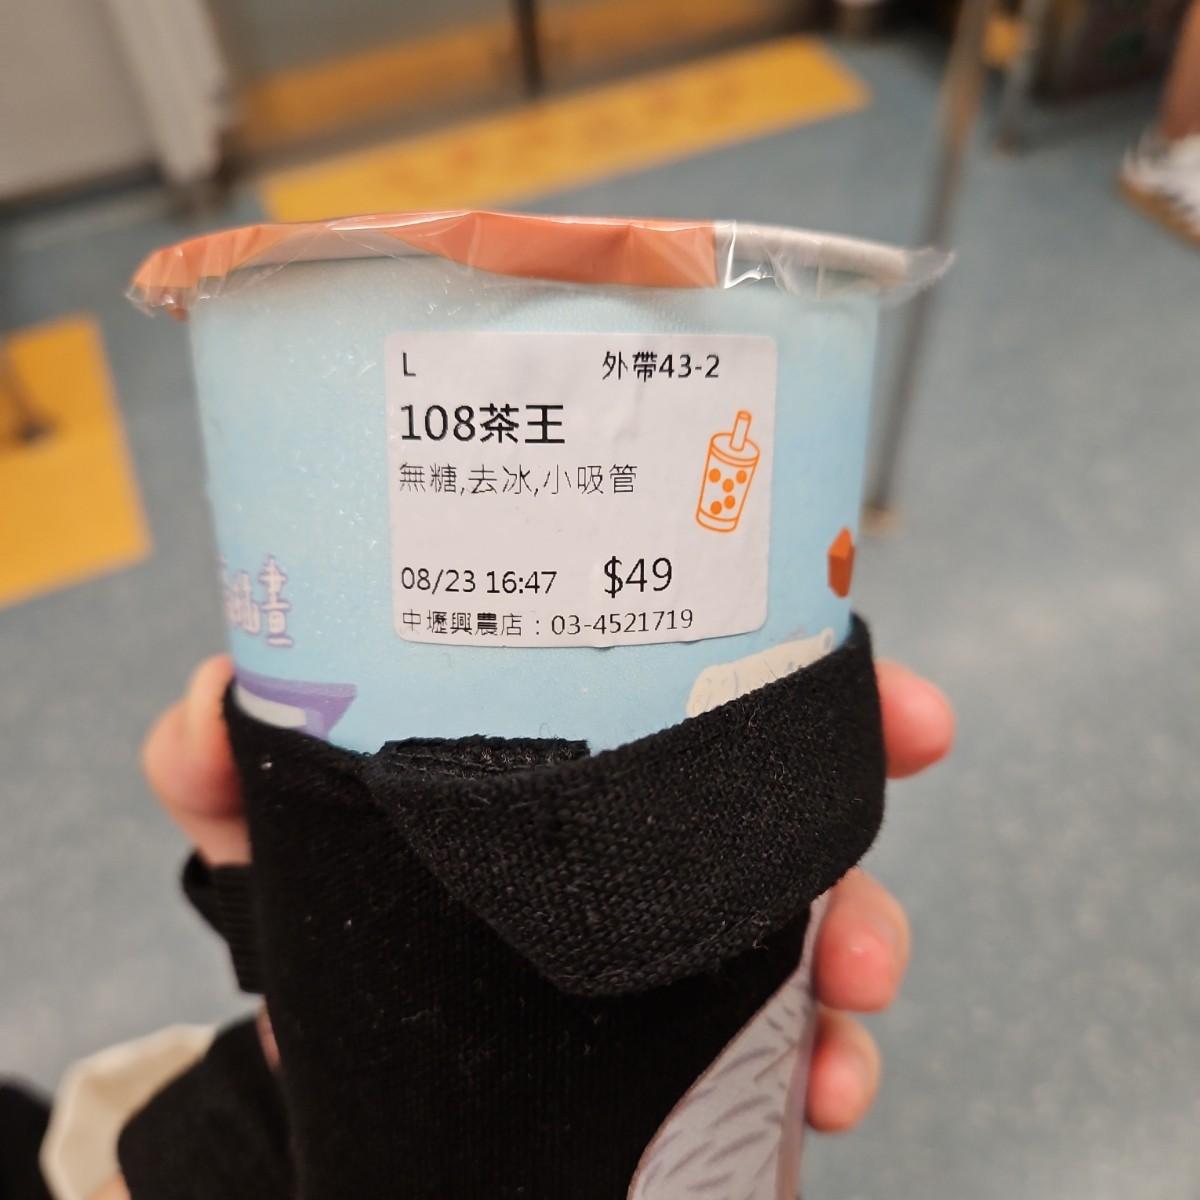 L 外帶43-2
108茶王
無糖,去冰,小吸管
08/23 16:47 $49
中壢興農店：03-4521719